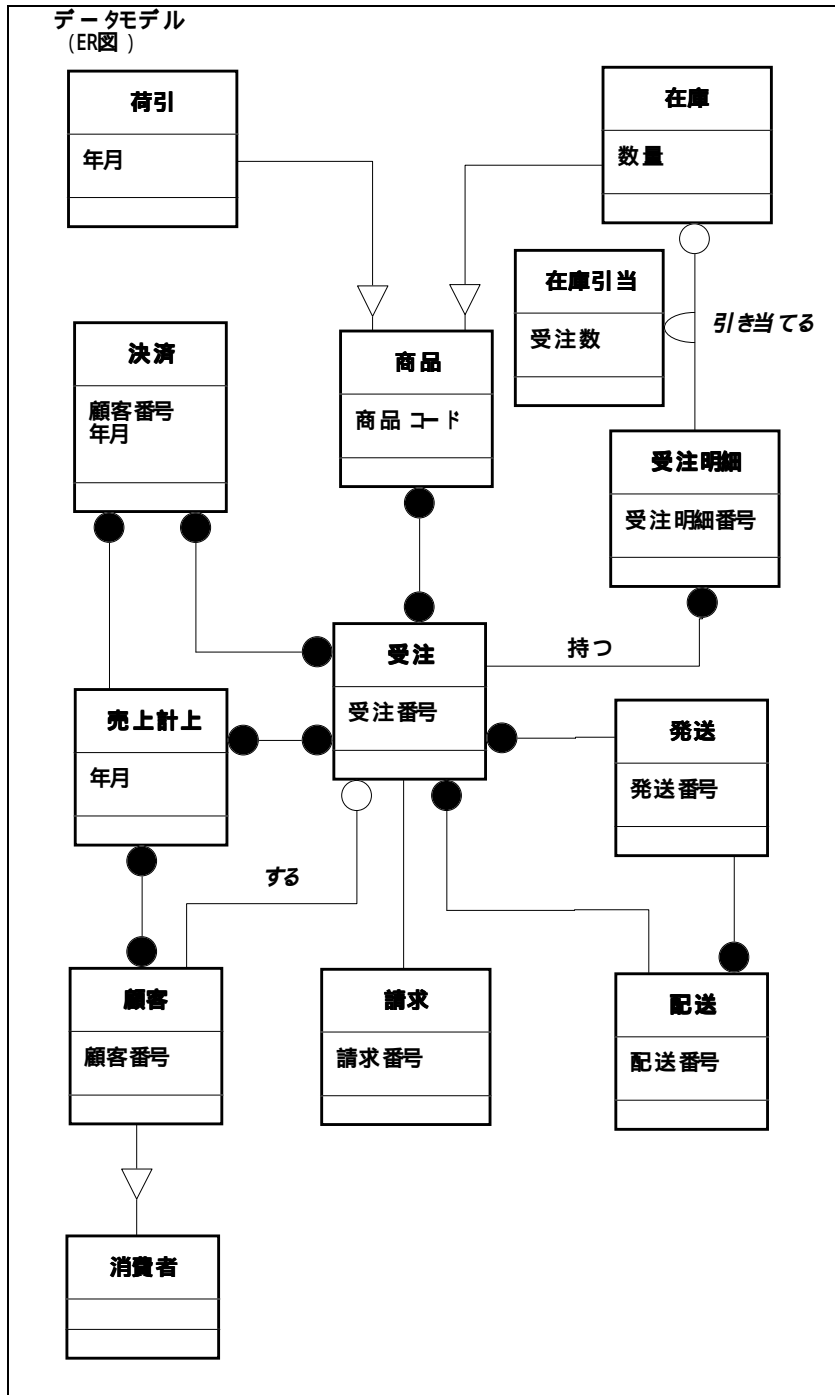 データモデル
(ER図)
荷引
年月
在庫
数量
在庫引当
受注数
引き当てる
決済
顧客番号
年月
商品
商品コード
受注明細
受注明細番号
受注
受注番号
持つ
売上計上
年月
発送
発送番号
する
顧客
顧客番号
請求
請求番号
配送
配送番号
消費者